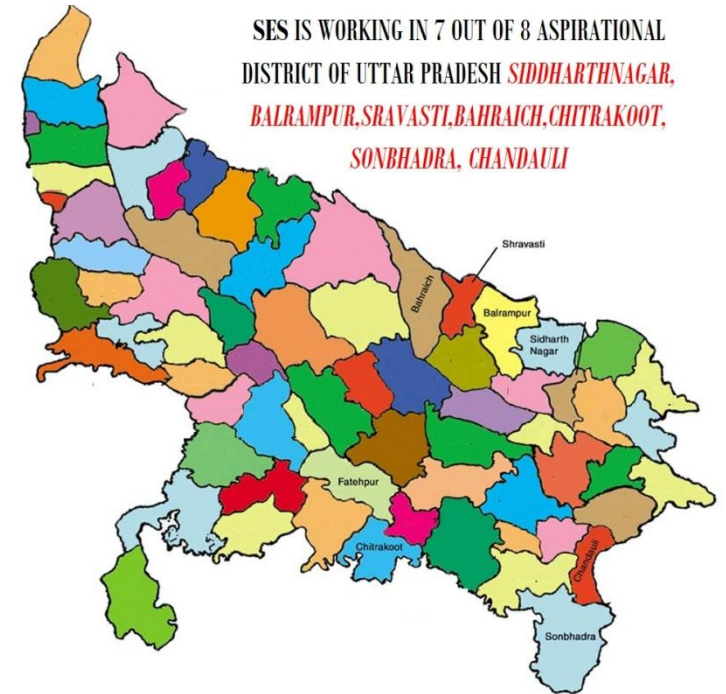 SES IS WORKING IN 7 OUT OF 8 ASPIRATIONAL
DISTRICT OF UTTAR PRADESH SIDDHARTHNAGAR,
BALRAMPUR,SRAVASTI,BAHRAICH,CHITRAKOOT,
SONBHADRA, CHANDAULI
Shravasti
Bahraich
Balrampur
Sidharth
Nagar
Fatehpur
Chitrakoot
Chandauli
Sonbhadra